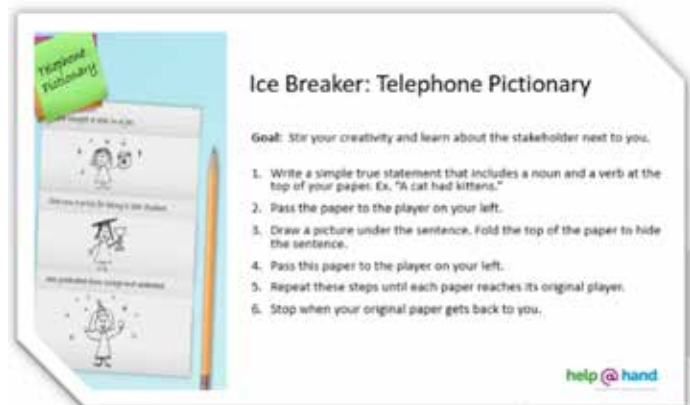 Telephone
Pictionary
Ice Breaker: Telephone Pictionary
Goal: Stir your creativity and learn about the stakeholder next to you.
1. Write a simple true statement that includes a noun and a verb at the
top of your paper. Ex. "A cat had kittens."
2. Pass the paper to the player on your left.
3. Draw a picture under the sentence. Fold the top of the paper to hide
the sentence.
4. Pass this paper to the player on your left.
5. Repeat these steps until each paper reaches its original player.
6. Stop when your original paper gets back to you.
help@hand